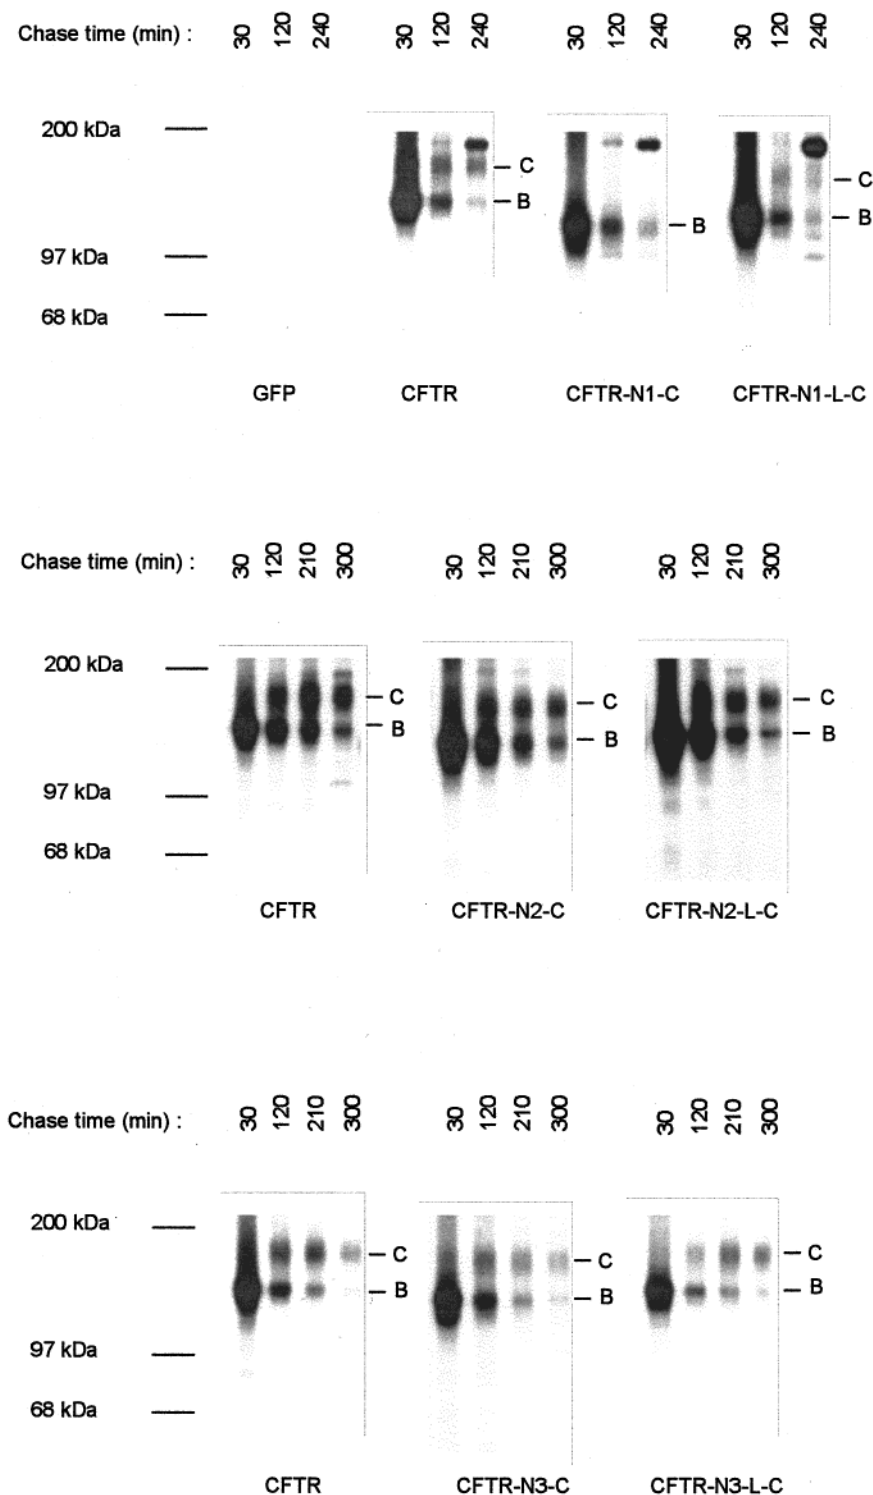 Chase time (min) : 30 120 240 30 120 240 30 120 240 30 120 240
200 kDa
C
C
B
B
B
97 kDa
68 kDa
GFP CFTR CFTR-N1-C CFTR-N1-L-C
Chase time (min) : 30 120 210 300 30 120 210 300 30 120 210 300
200 kDa
C C C
B B B
97 kDa
68 kDa
CFTR CFTR-N2-C CFTR-N2-L-C
Chase time (min) : 30 120 210 300 30 120 210 300 30 120 210 300
200 kDa
C C C
B B B
97 kDa
68 kDa
CFTR CFTR-N3-C CFTR-N3-L-C